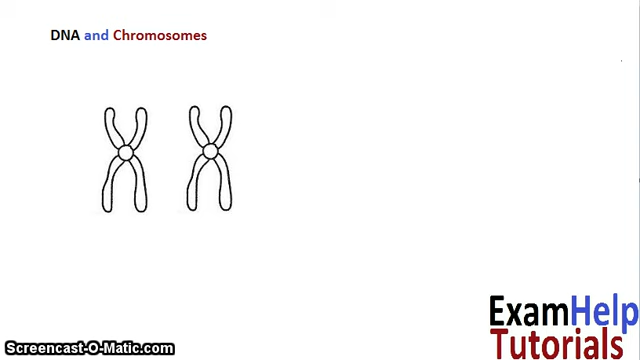 DNA and Chromosomes
ExamHelp
Tutorials
Screencast-O-Matic.com